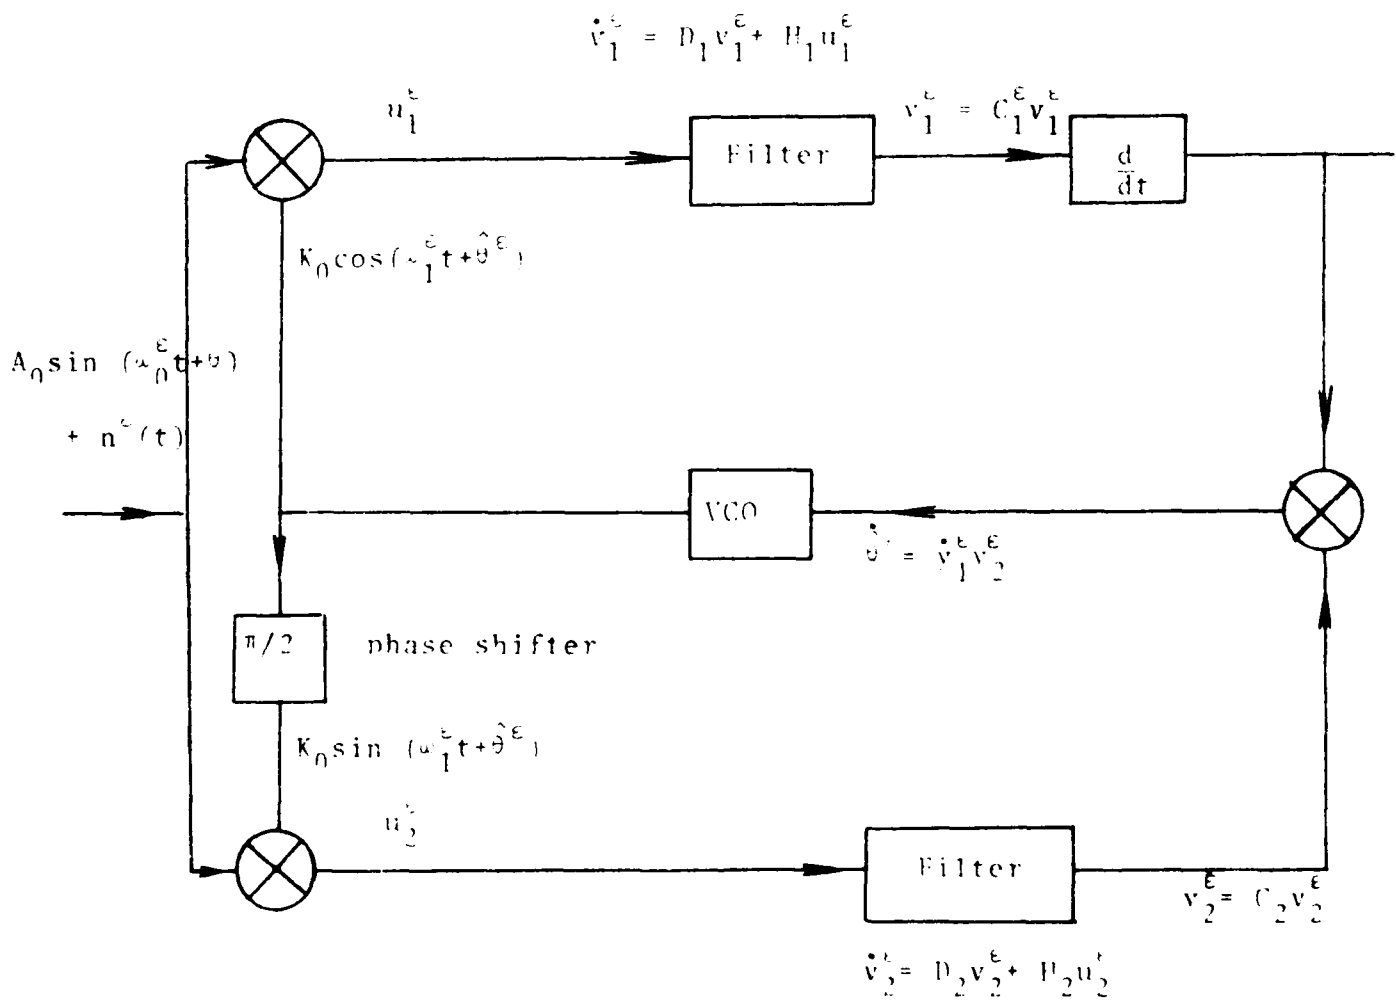 v̇₁^ε = D₁v₁^ε + H₁u₁^ε
u₁^ε
v₁^ε = C₁^ε v₁^ε
Filter
d
dt
K₀cos(ω₁^ε t+θ̂^ε)
A₀sin (ω₀^ε t+θ)
+ n^ε(t)
VCO
θ̂̇^ε = v̇₁^ε v₂^ε
π/2
phase shifter
K₀sin (ω₁^ε t+θ̂^ε)
u₂^ε
Filter
v₂^ε = C₂v₂^ε
v̇₂^ε = D₂v₂^ε + H₂u₂^ε